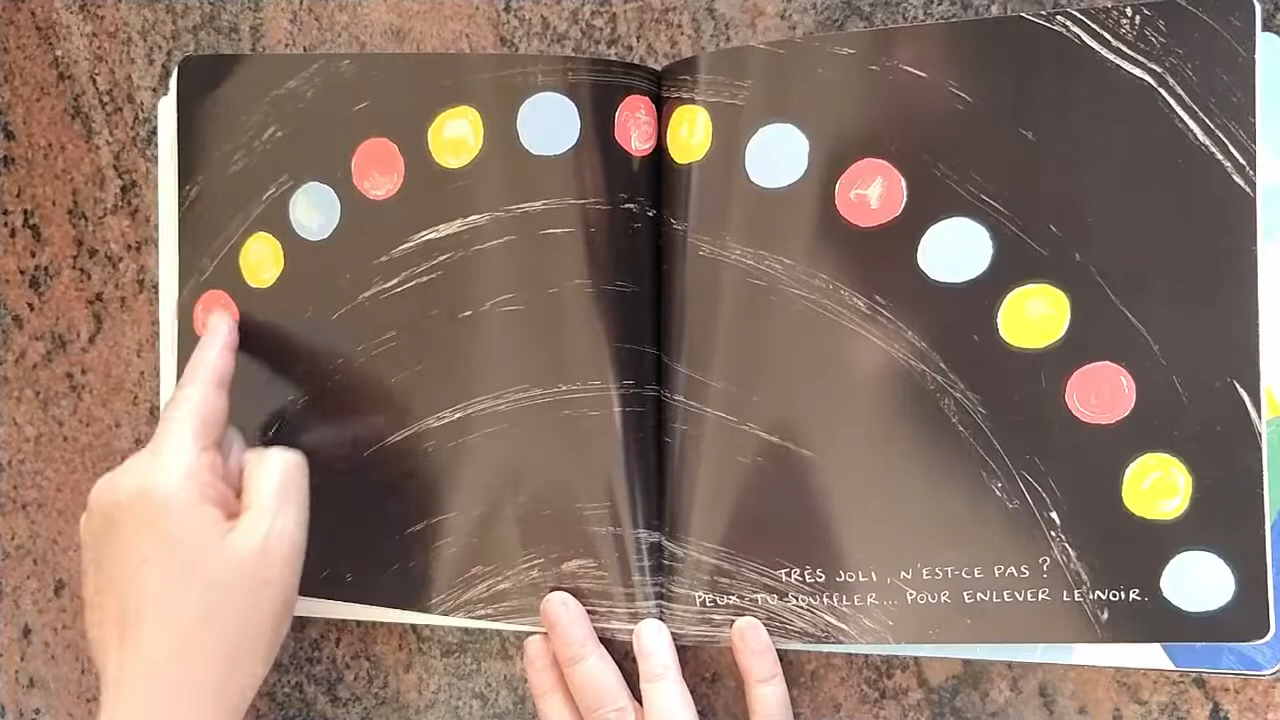 TRÈS JOLI, N'EST-CE PAS ?
PEUX-TU SOUFFLER... POUR ENLEVER LE NOIR.